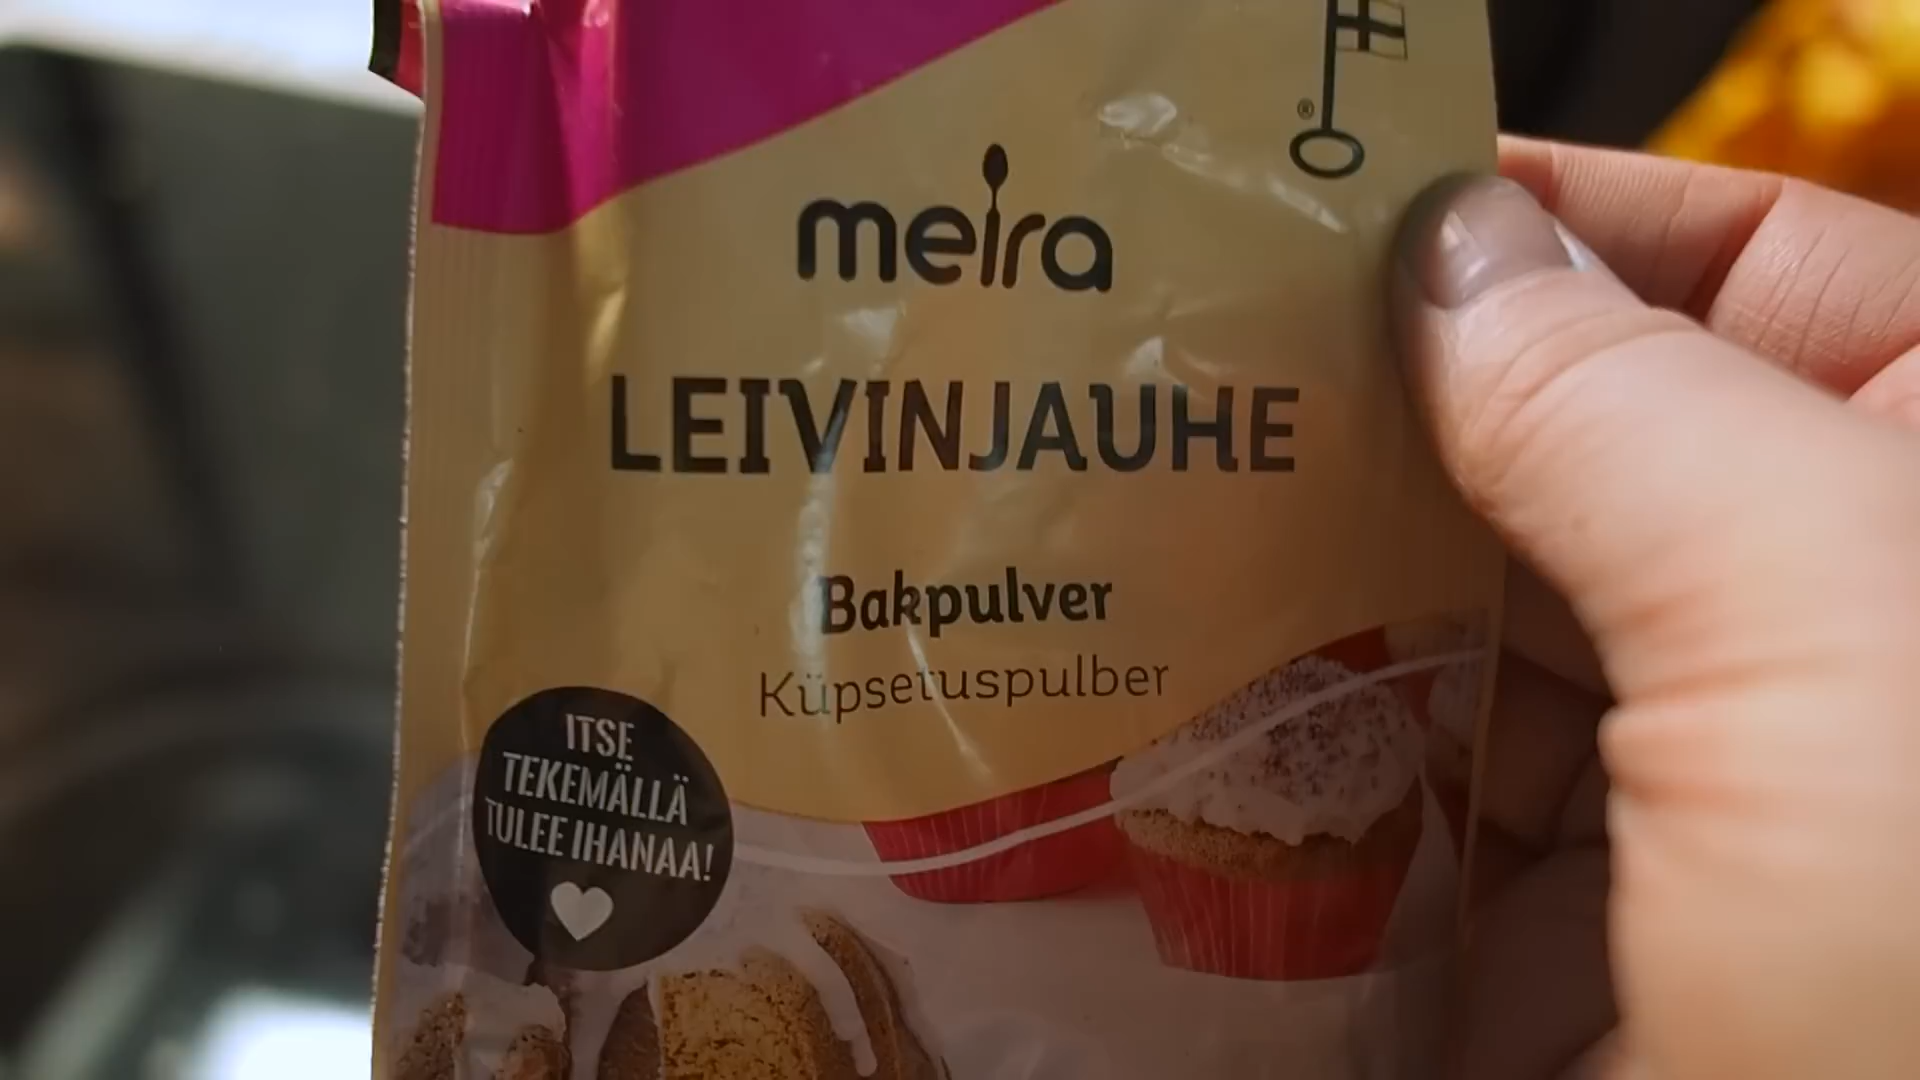 ®
meira
LEIVINJAUHE
Bakpulver
Küpsetuspulber
ITSE
TEKEMÄLLÄ
TULEE IHANAA!